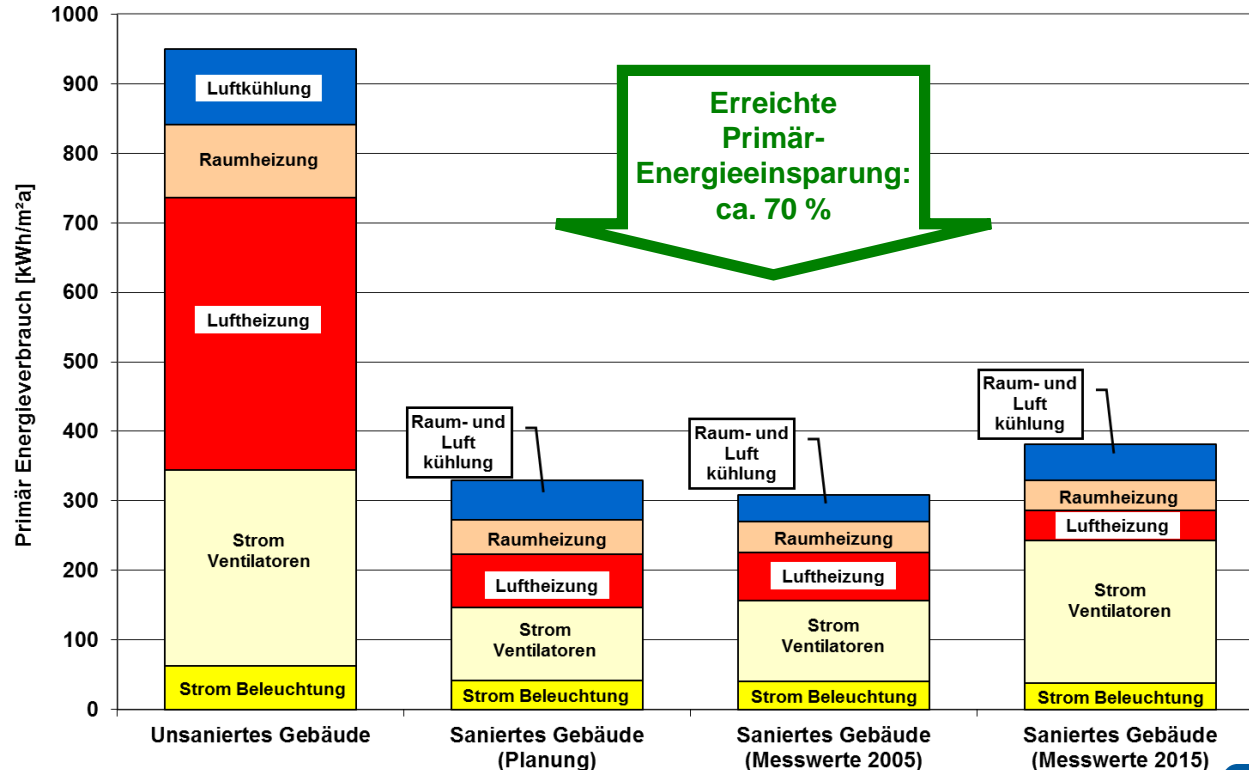 Primär Energieverbrauch [kWh/m²a]
1000
900
800
700
600
500
400
300
200
100
0
Luftkühlung
Raumheizung
Luftheizung
Strom
Ventilatoren
Strom Beleuchtung
Erreichte
Primär-
Energieeinsparung:
ca. 70 %
Raum- und
Luft
kühlung
Raumheizung
Luftheizung
Strom
Ventilatoren
Strom Beleuchtung
Raum- und
Luft
kühlung
Raumheizung
Luftheizung
Strom
Ventilatoren
Strom Beleuchtung
Raum- und
Luft
kühlung
Raumheizung
Luftheizung
Strom
Ventilatoren
Strom Beleuchtung
Unsaniertes Gebäude
Saniertes Gebäude
(Planung)
Saniertes Gebäude
(Messwerte 2005)
Saniertes Gebäude
(Messwerte 2015)